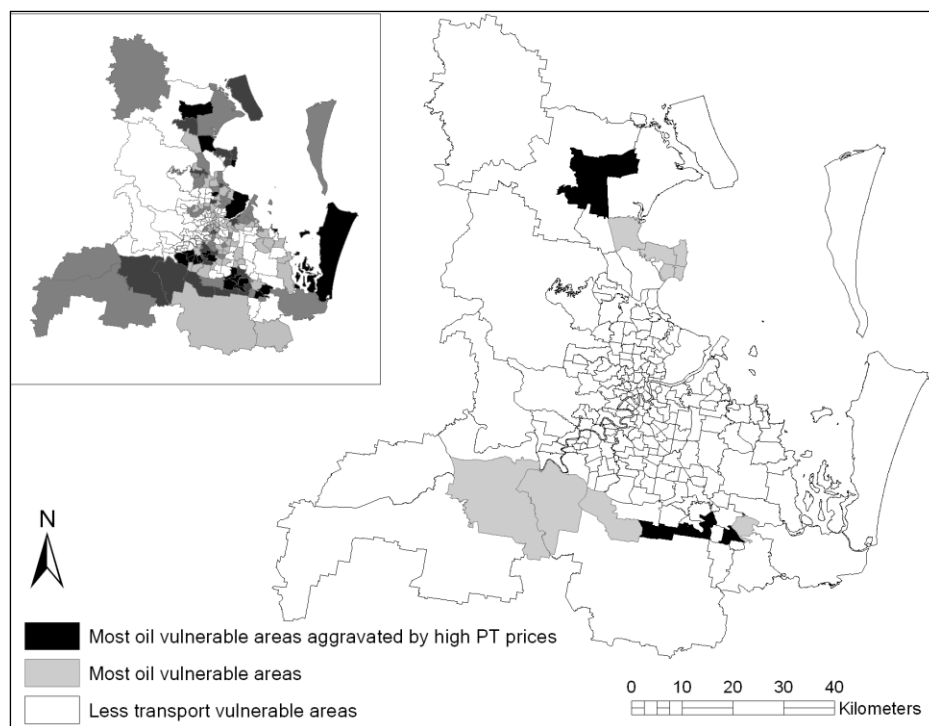 N
Most oil vulnerable areas aggravated by high PT prices
Most oil vulnerable areas
Less transport vulnerable areas
0 10 20 30 40
Kilometers